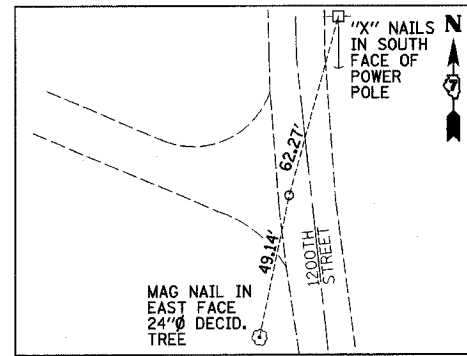 "X" NAILS
IN SOUTH
FACE OF
POWER
POLE
N
7
62.27'
49.14'
1200TH
STREET
MAG NAIL IN
EAST FACE
24"Ø DECID.
TREE